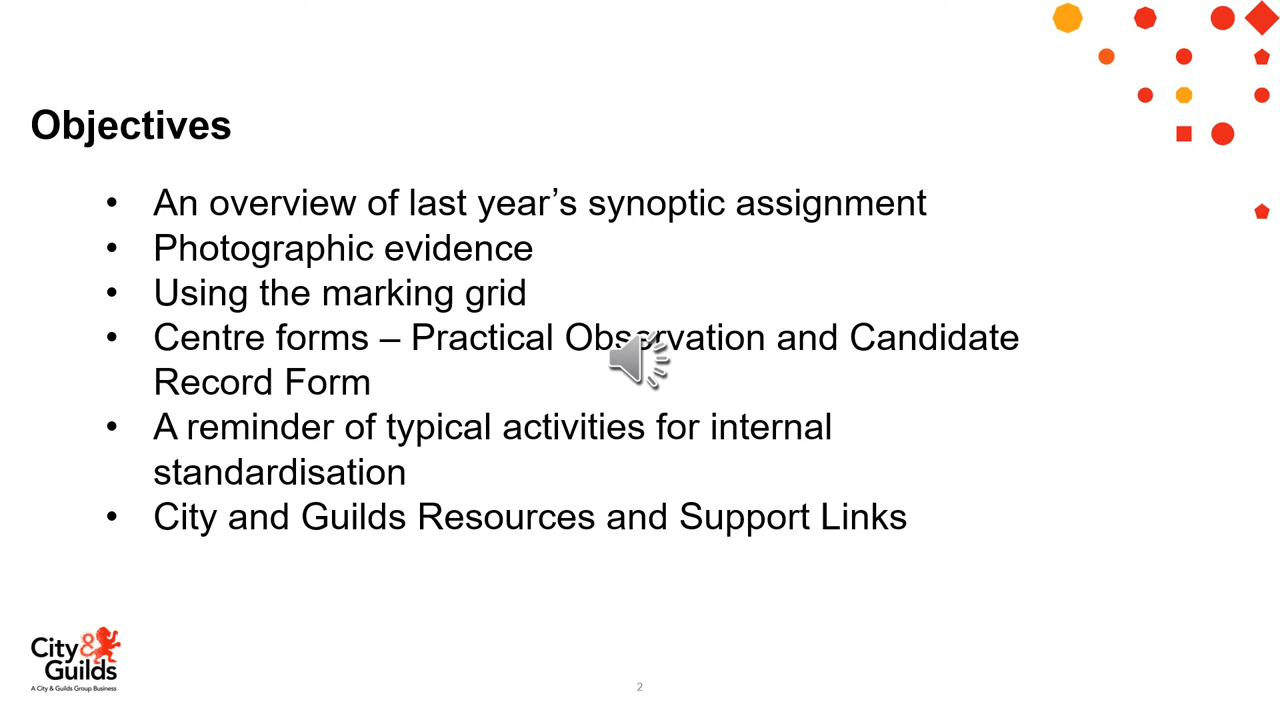 Objectives
• An overview of last year’s synoptic assignment
• Photographic evidence
• Using the marking grid
• Centre forms – Practical Observation and Candidate
Record Form
• A reminder of typical activities for internal
standardisation
• City and Guilds Resources and Support Links
City &
Guilds
A City & Guilds Group Business
2